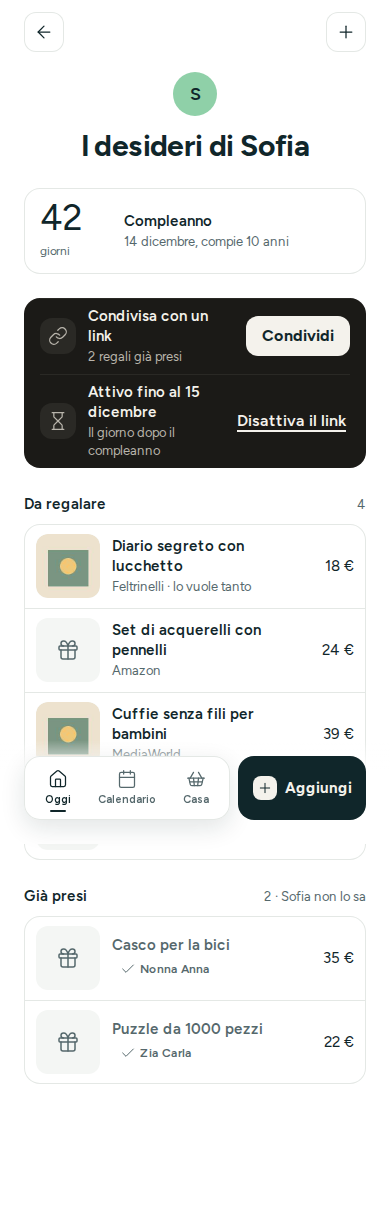 S
I desideri di Sofia
42
giorni
Compleanno
14 dicembre, compie 10 anni
Condivisa con un
link
2 regali già presi
Condividi
Attivo fino al 15
dicembre
Il giorno dopo il
compleanno
Disattiva il link
Da regalare
4
Diario segreto con
lucchetto
Feltrinelli · lo vuole tanto
18 €
Set di acquerelli con
pennelli
Amazon
24 €
Cuffie senza fili per
bambini
MediaWorld
39 €
Oggi
Calendario
Casa
Aggiungi
Già presi
2 · Sofia non lo sa
Casco per la bici
Nonna Anna
35 €
Puzzle da 1000 pezzi
Zia Carla
22 €